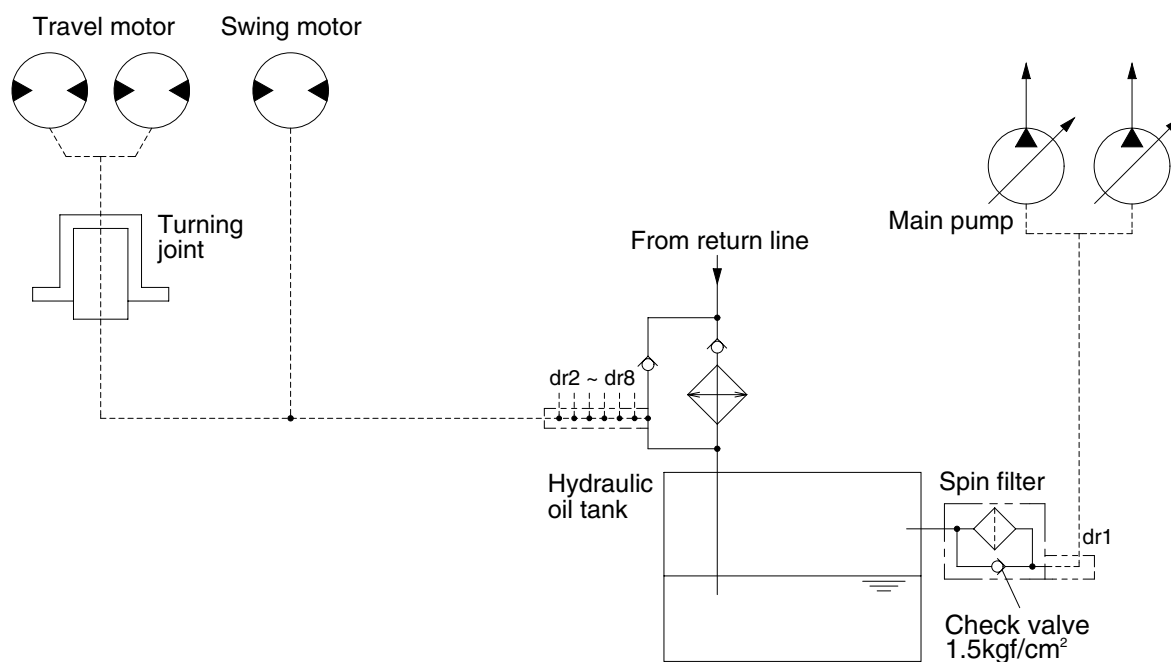 Travel motor
Swing motor
Turning
joint
Main pump
From return line
dr2 ~ dr8
Hydraulic
oil tank
Spin filter
dr1
Check valve
1.5kgf/cm²